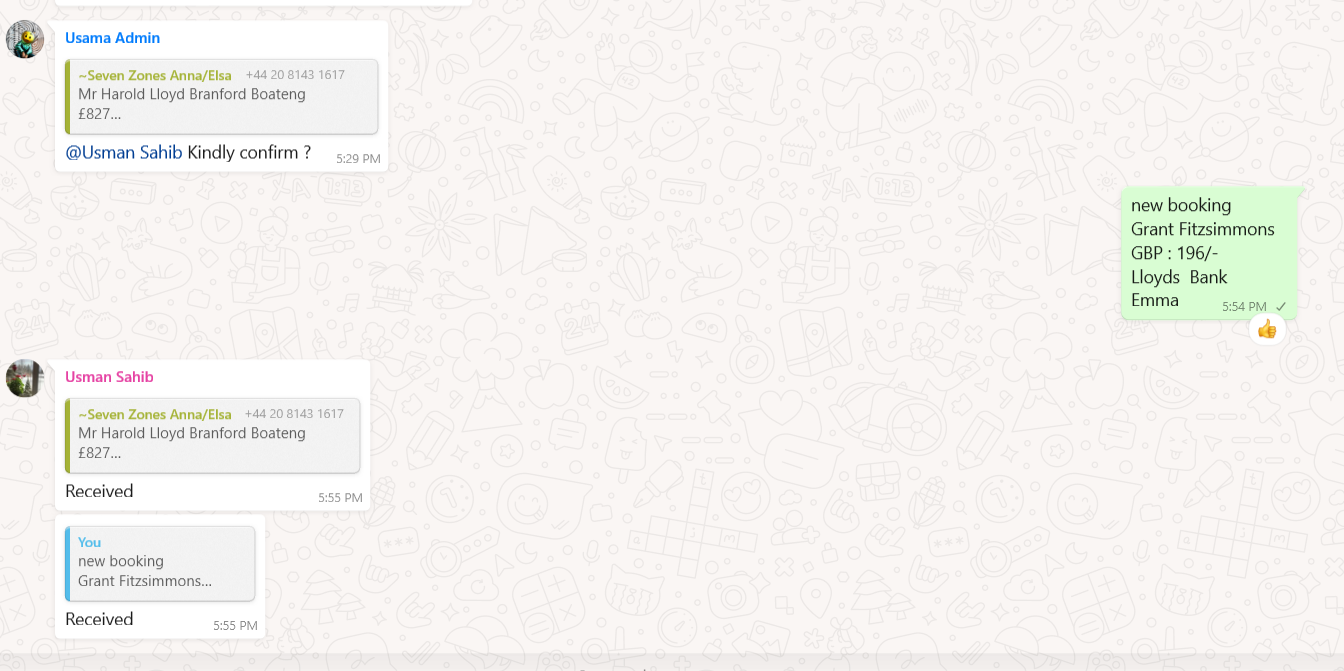 Usama Admin
~Seven Zones Anna/Elsa +44 20 8143 1617
Mr Harold Lloyd Branford Boateng
£827...
@Usman Sahib Kindly confirm ?
5:29 PM
new booking
Grant Fitzsimmons
GBP : 196/-
Lloyds Bank
Emma
5:54 PM
Usman Sahib
~Seven Zones Anna/Elsa +44 20 8143 1617
Mr Harold Lloyd Branford Boateng
£827...
Received
5:55 PM
You
new booking
Grant Fitzsimmons...
Received
5:55 PM